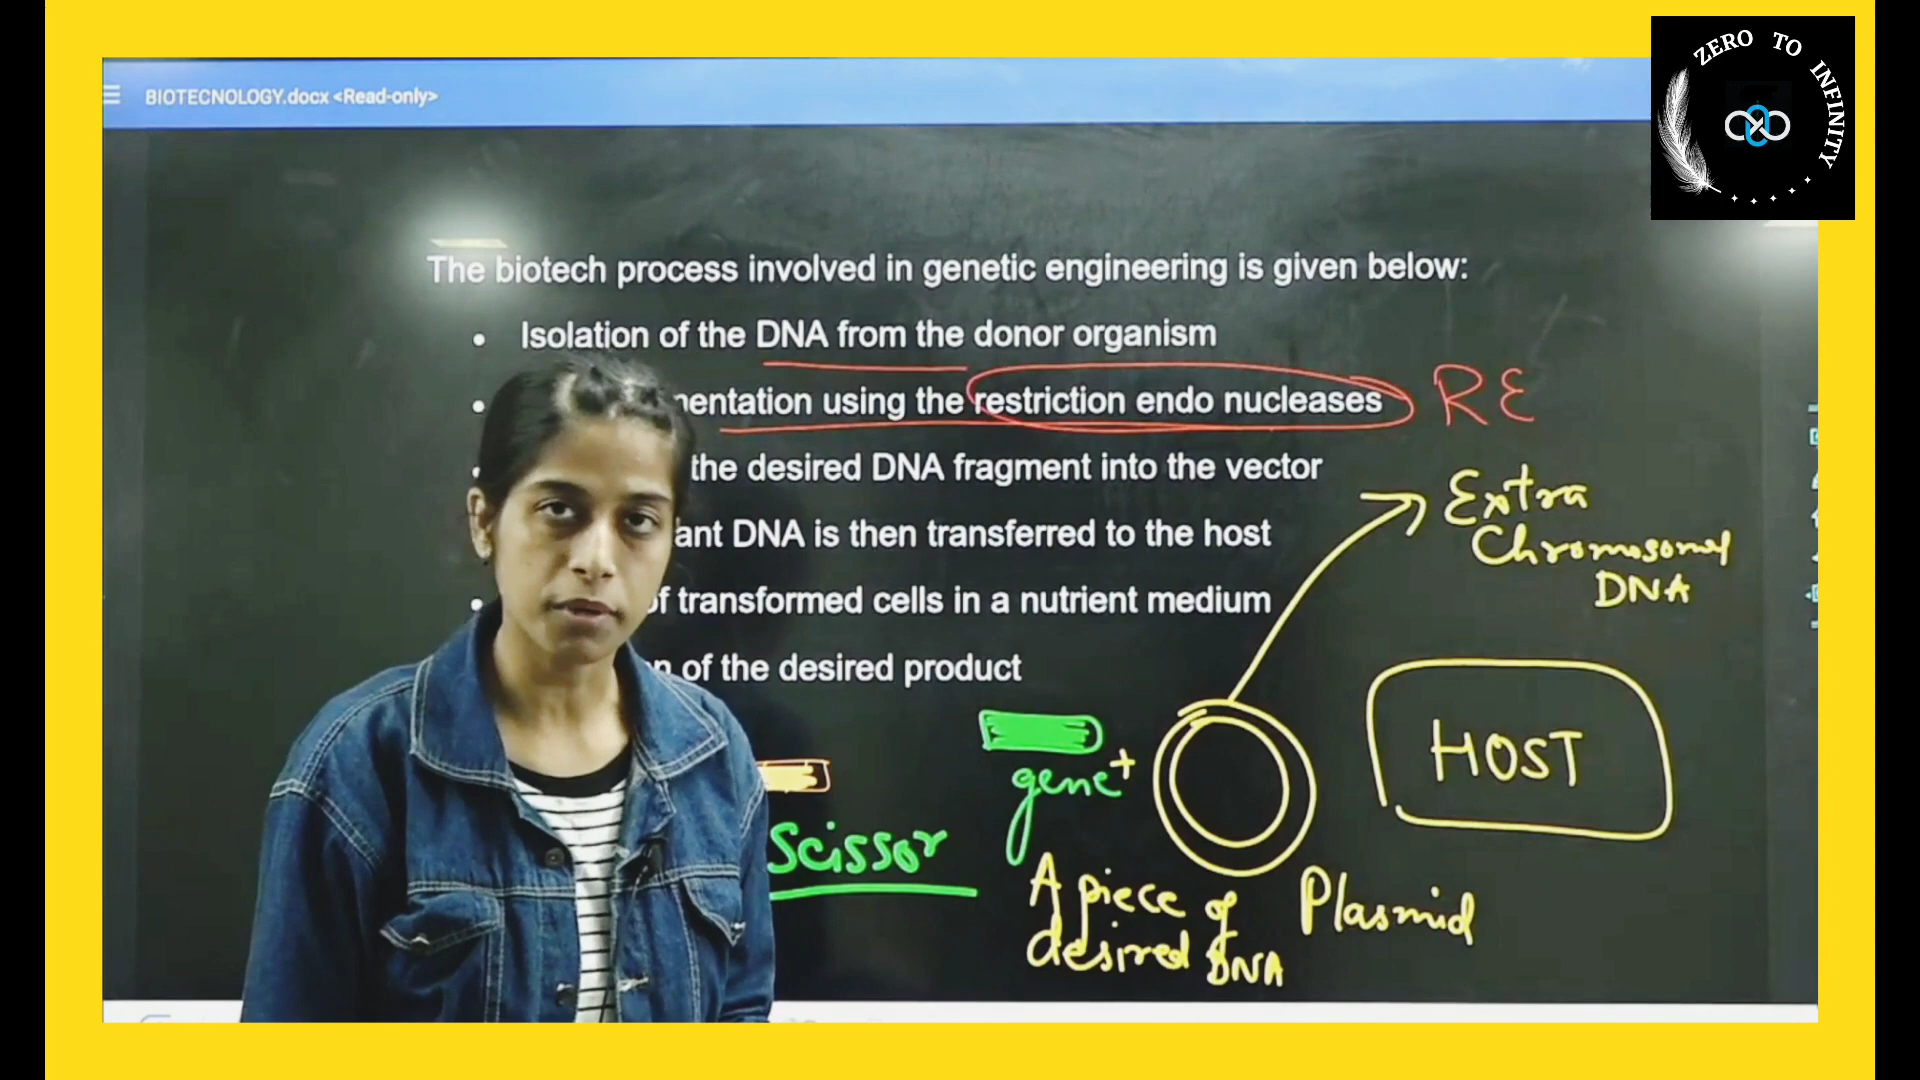 ZERO TO INFINITY
BIOTECNOLOGY.docx <Read-only>
The biotech process involved in genetic engineering is given below:
• Isolation of the DNA from the donor organism
• using the restriction endo nucleases RE
the desired DNA fragment into the vector
DNA is then transferred to the host
of transformed cells in a nutrient medium
of the desired product
Extra
Chromosomal
DNA
HOST
gene +
Scissor
A piece of
desired DNA
Plasmid